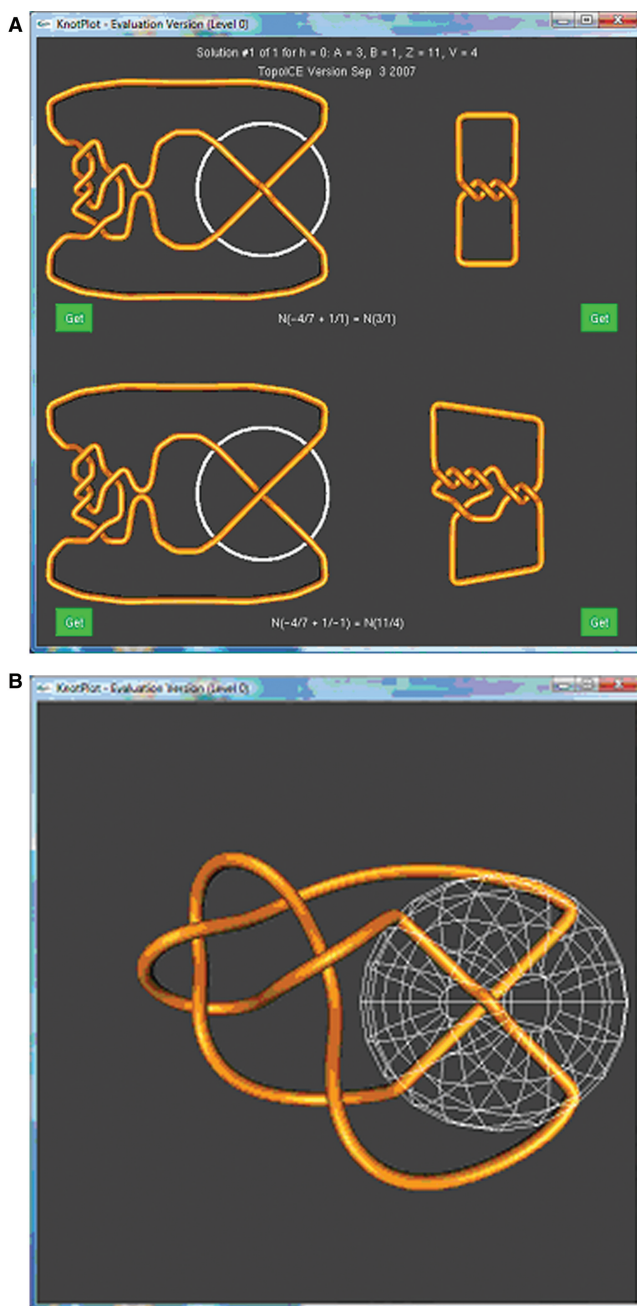 A
KnotPlot - Evaluation Version (Level 0)
Solution #1 of 1 for h = 0: A = 3, B = 1, Z = 11, V = 4
TopoICE Version Sep 3 2007
Get
N(-4/7 + 1/1) = N(3/1)
Get
Get
N(-4/7 + 1/-1) = N(11/4)
Get
B
KnotPlot - Evaluation Version (Level 0)